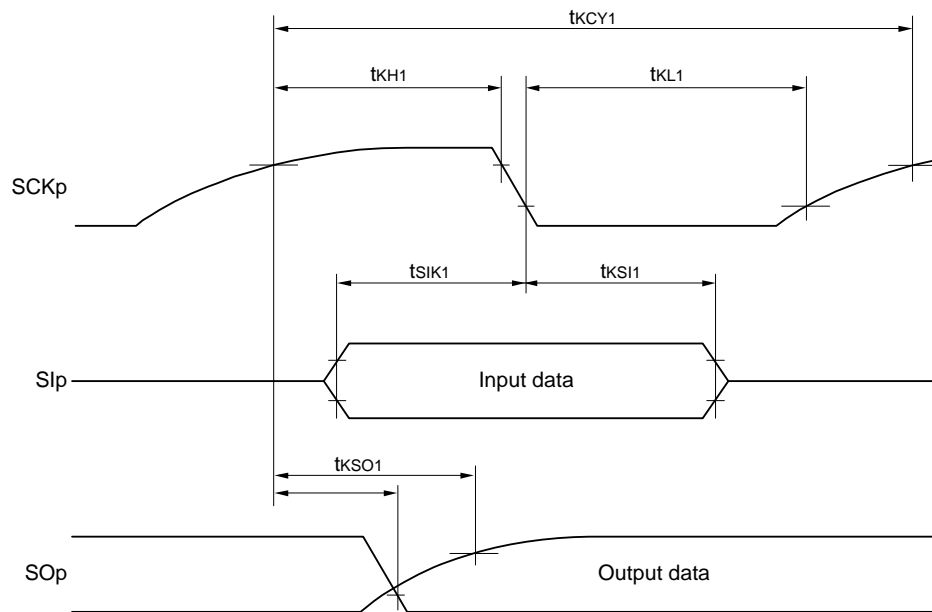 tKCY1
tKH1
tKL1
SCKp
tSIK1
tKSI1
SIp
Input data
tKSO1
SOp
Output data